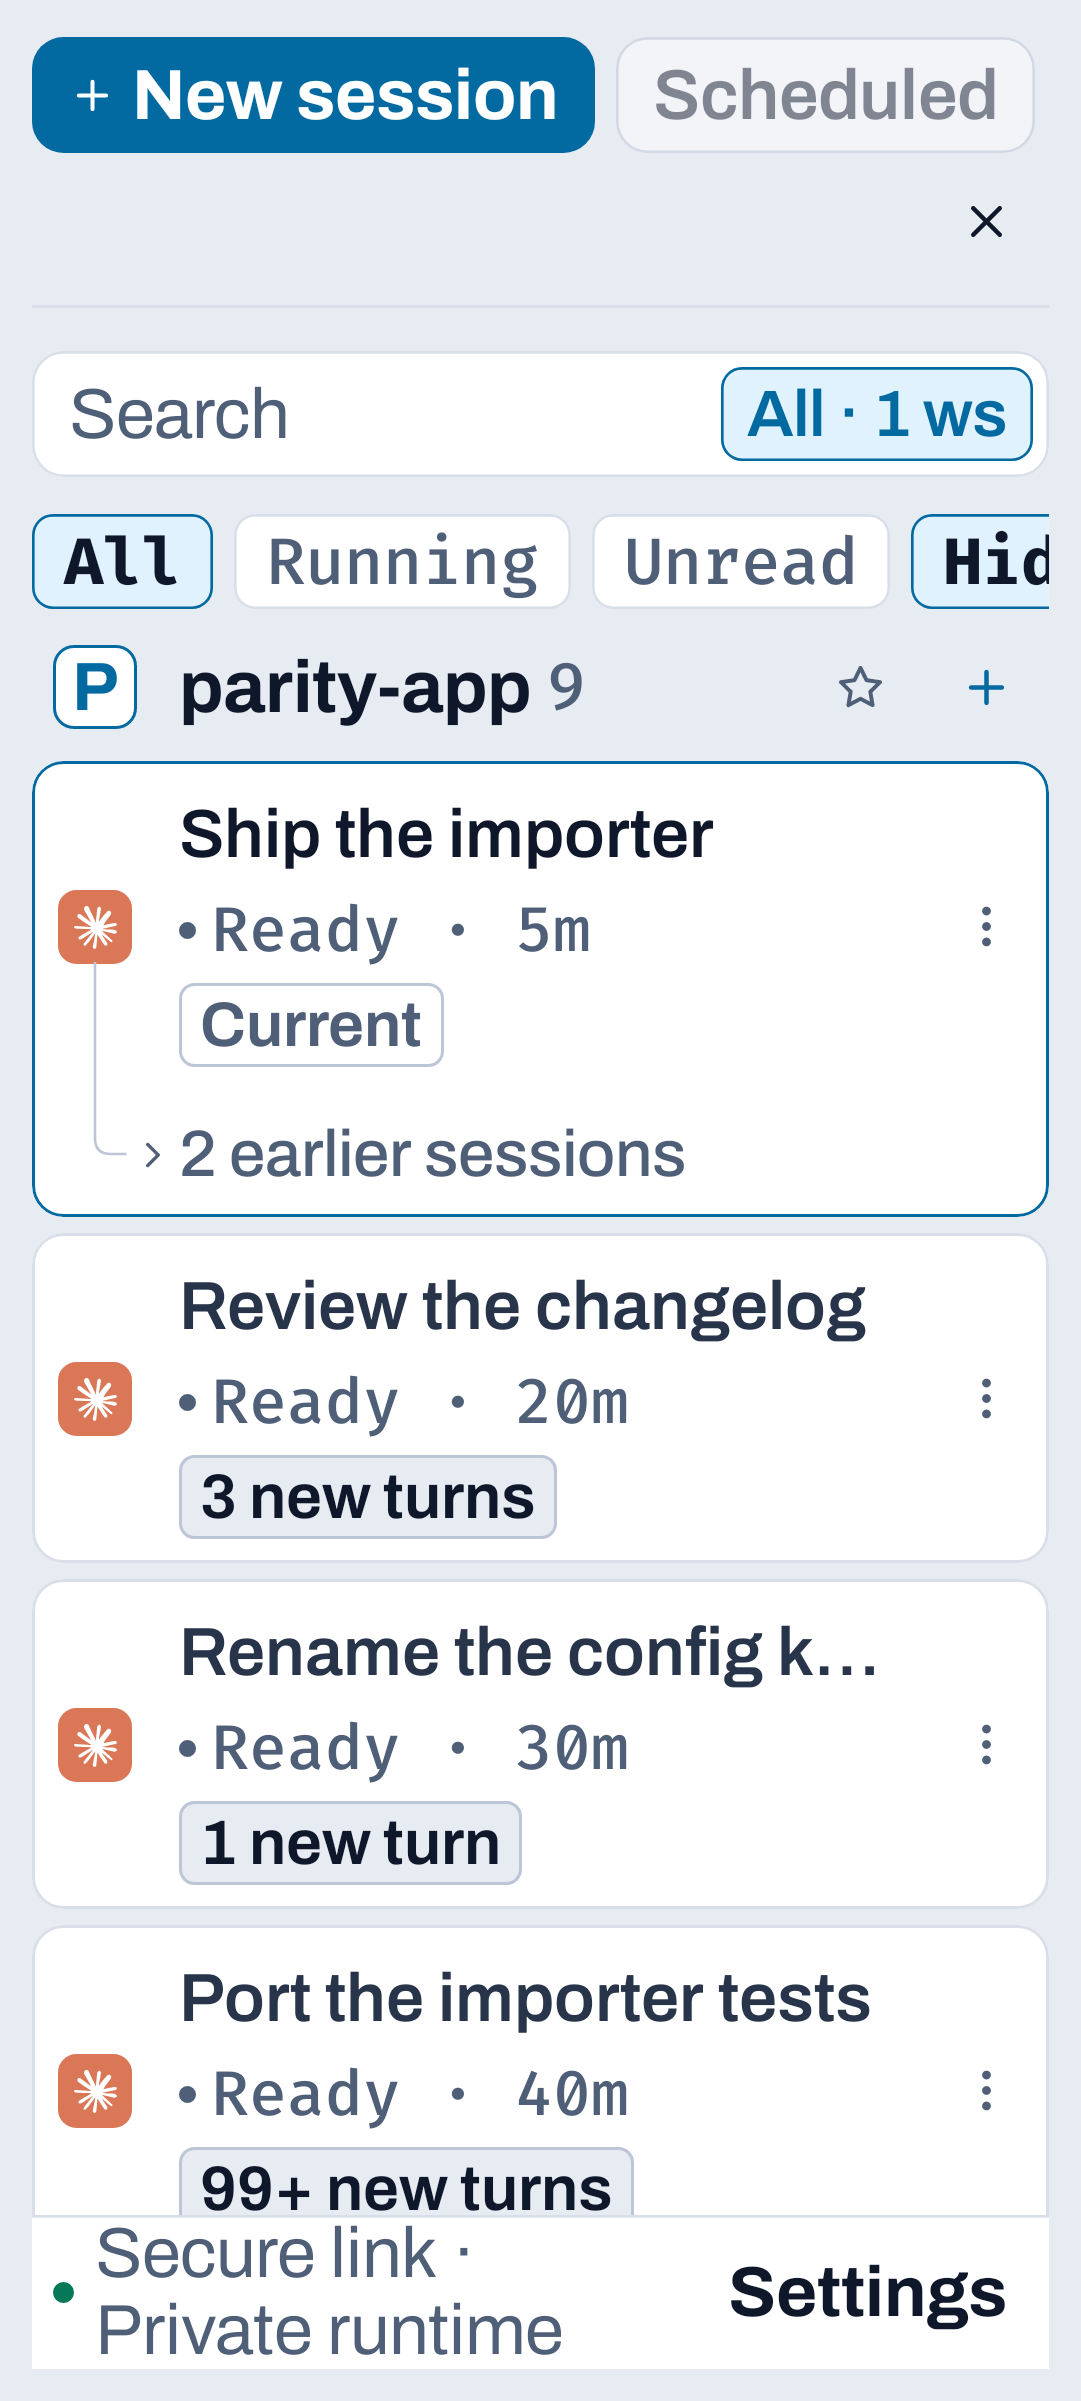 + New session
Scheduled
Search
All · 1 ws
All
Running
Unread
Hid
P
parity-app 9
Ship the importer
• Ready · 5m
Current
2 earlier sessions
Review the changelog
• Ready · 20m
3 new turns
Rename the config k…
• Ready · 30m
1 new turn
Port the importer tests
• Ready · 40m
99+ new turns
Secure link ·
Private runtime
Settings